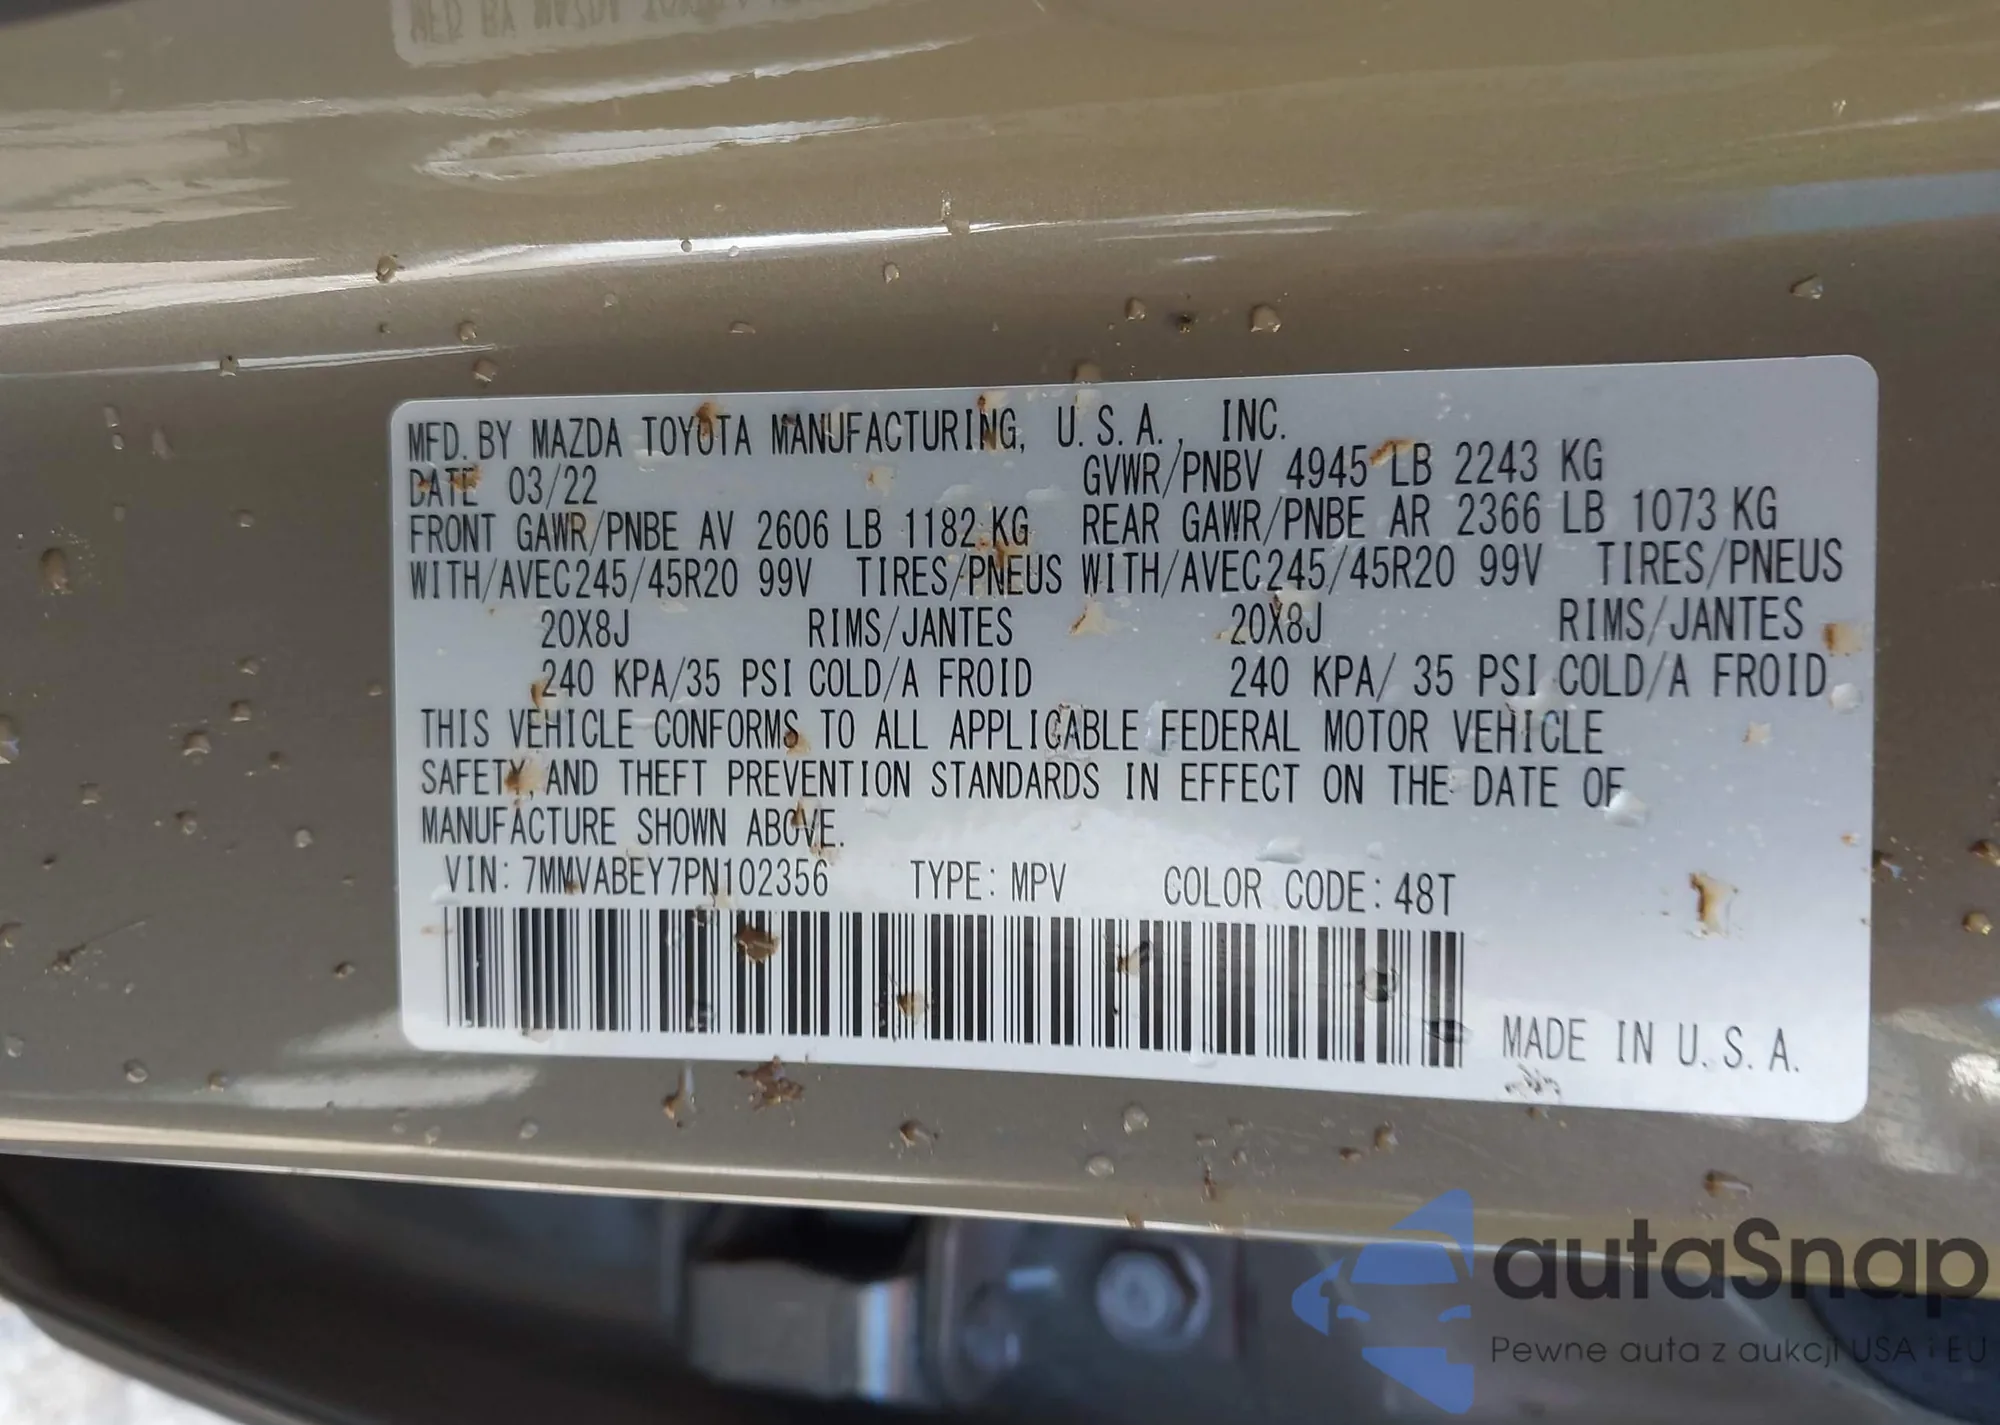 MFD. BY MAZDA TOYOTA MANUFACTURING, U.S.A., INC.
DATE 03/22 GVWR/PNBV 4945 LB 2243 KG
FRONT GAWR/PNBE AV 2606 LB 1182 KG REAR GAWR/PNBE AR 2366 LB 1073 KG
WITH/AVEC 245/45R20 99V TIRES/PNEUS WITH/AVEC 245/45R20 99V TIRES/PNEUS
20X8J RIMS/JANTES 20X8J RIMS/JANTES
240 KPA/35 PSI COLD/A FROID 240 KPA/ 35 PSI COLD/A FROID
THIS VEHICLE CONFORMS TO ALL APPLICABLE FEDERAL MOTOR VEHICLE
SAFETY, AND THEFT PREVENTION STANDARDS IN EFFECT ON THE DATE OF
MANUFACTURE SHOWN ABOVE.
VIN: 7MMVABEY7PN102356 TYPE: MPV COLOR CODE: 48T
MADE IN U.S.A.
autaSnap
Pewne auta z aukcji USA i EU